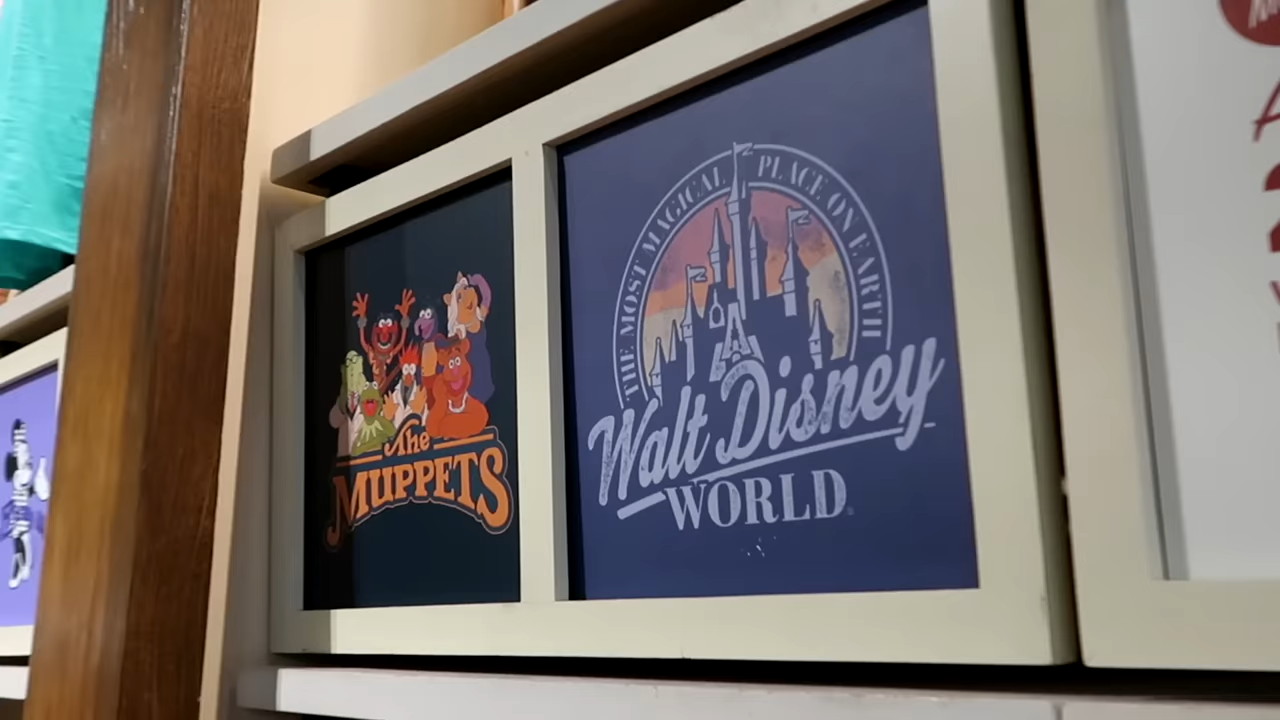 The
MUPPETS
THE MOST MAGICAL PLACE ON EARTH
Walt Disney
WORLD